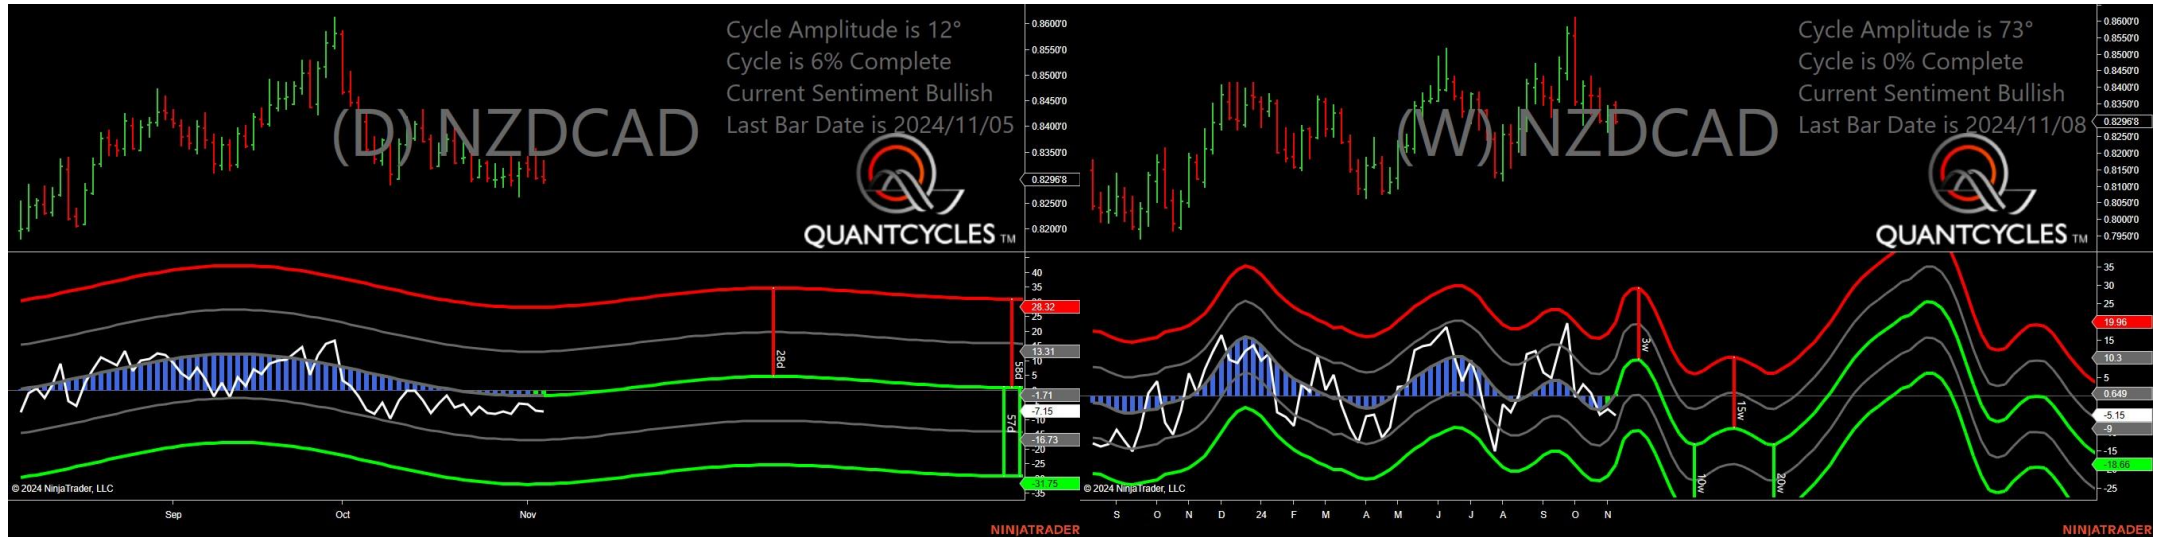 Cycle Amplitude is 12°
Cycle is 6% Complete
Current Sentiment Bullish
Last Bar Date is 2024/11/05
(D) NZDCAD
QUANTCYCLES TM
0.8600'0
0.8550'0
0.8500'0
0.8450'0
0.8400'0
0.8350'0
0.8296'8
0.8250'0
0.8200'0
40
35
28.32
25
20
13.31
10
5
-1.71
-7.15
-10
-16.73
-20
-25
-31.75
-35
28d
58d
57d
© 2024 NinjaTrader, LLC
Sep
Oct
Nov
NINJATRADER
Cycle Amplitude is 73°
Cycle is 0% Complete
Current Sentiment Bullish
Last Bar Date is 2024/11/08
(W) NZDCAD
QUANTCYCLES TM
0.8600'0
0.8550'0
0.8500'0
0.8450'0
0.8400'0
0.8350'0
0.8296'8
0.8250'0
0.8200'0
0.8150'0
0.8100'0
0.8050'0
0.8000'0
0.7950'0
35
30
25
19.96
15
10.3
5
0.649
-5.15
-9
-15
-18.66
-25
3w
15w
10w
20w
© 2024 NinjaTrader, LLC
S
O
N
D
24
F
M
A
M
J
J
A
S
O
N
NINJATRADER